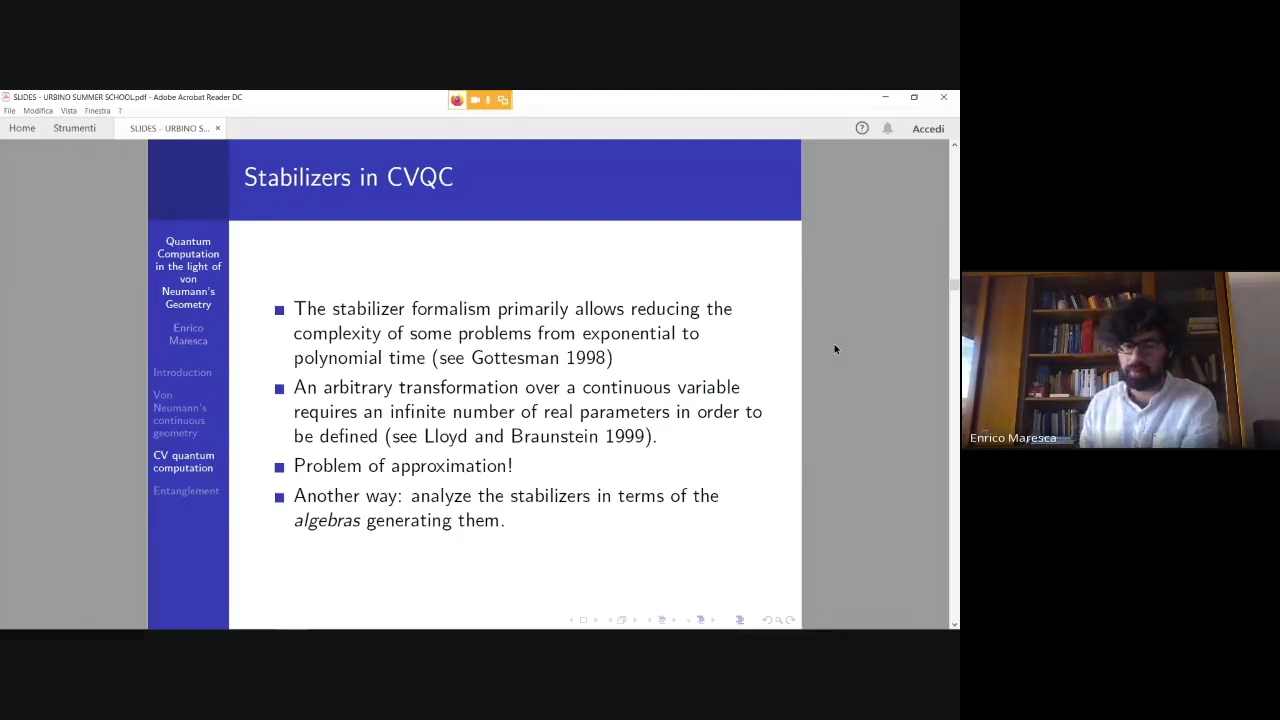 SLIDES - URBINO SUMMER SCHOOL.pdf - Adobe Acrobat Reader DC
File Modifica Vista Finestra ?
Home Strumenti SLIDES - URBINO S... × Accedi
Stabilizers in CVQC
Quantum
Computation
in the light of
von
Neumann's
Geometry
Enrico
Maresca
Introduction
Von
Neumann's
continuous
geometry
CV quantum
computation
Entanglement
The stabilizer formalism primarily allows reducing the
complexity of some problems from exponential to
polynomial time (see Gottesman 1998)
An arbitrary transformation over a continuous variable
requires an infinite number of real parameters in order to
be defined (see Lloyd and Braunstein 1999).
Problem of approximation!
Another way: analyze the stabilizers in terms of the
algebras generating them.
Enrico Maresca